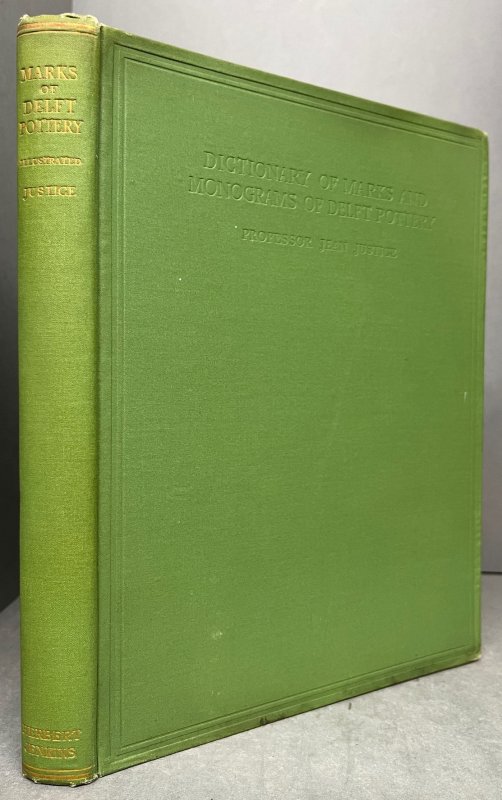 MARKS
OF
DELFT
POTTERY
ILLUSTRATED
JUSTICE
HERBERT
JENKINS
DICTIONARY OF MARKS AND
MONOGRAMS OF DELFT POTTERY
PROFESSOR JEAN JUSTICE